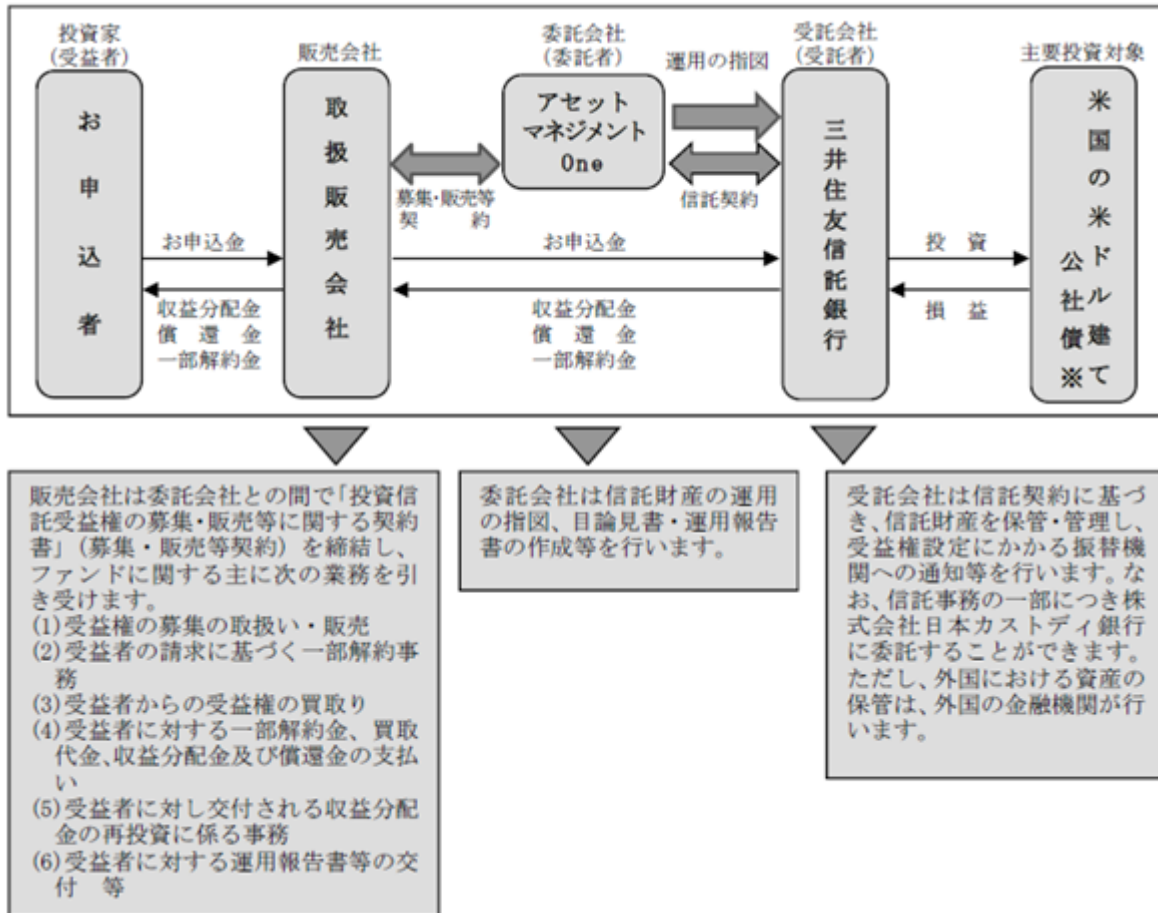 投資家
(受益者)
お申込者
販売会社
取扱販売会社
委託会社
(委託者)
アセット
マネジメント
One
運用の指図
受託会社
(受託者)
三井住友信託銀行
主要投資対象
米国の米ドル建て
公社債※
募集・販売等
契　　約
信託契約
お申込金
収益分配金
償　還　金
一部解約金
お申込金
収益分配金
償　還　金
一部解約金
投　資
損　益
販売会社は委託会社との間で「投資信
託受益権の募集・販売等に関する契約
書」（募集・販売等契約）を締結し、
ファンドに関する主に次の業務を引
き受けます。
(1)受益権の募集の取扱い・販売
(2)受益者の請求に基づく一部解約事
務
(3)受益者からの受益権の買取り
(4)受益者に対する一部解約金、買取
代金、収益分配金及び償還金の支払
い
(5)受益者に対し交付される収益分配
金の再投資に係る事務
(6)受益者に対する運用報告書等の交
付　等
委託会社は信託財産の運用
の指図、目論見書・運用報告
書の作成等を行います。
受託会社は信託契約に基づ
き、信託財産を保管・管理し、
受益権設定にかかる振替機
関への通知等を行います。な
お、信託事務の一部につき株
式会社日本カストディ銀行
に委託することができます。
ただし、外国における資産の
保管は、外国の金融機関が行
います。